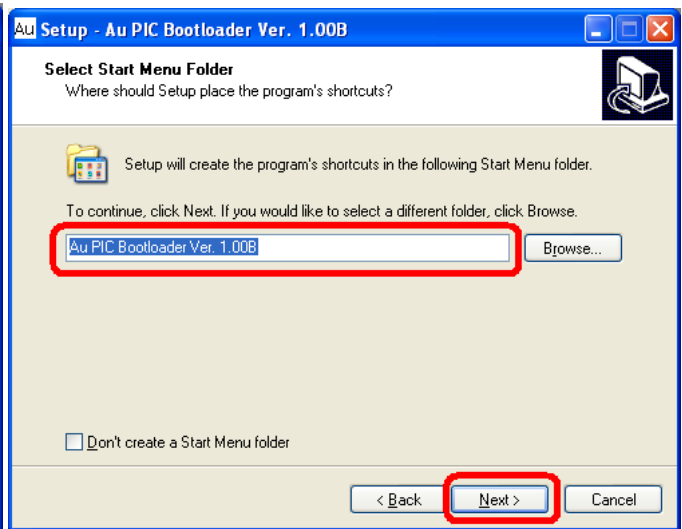 Au Setup - Au PIC Bootloader Ver. 1.00B
Select Start Menu Folder
Where should Setup place the program's shortcuts?
Setup will create the program's shortcuts in the following Start Menu folder.
To continue, click Next. If you would like to select a different folder, click Browse.
Au PIC Bootloader Ver. 1.00B
Browse...
Don't create a Start Menu folder
< Back
Next >
Cancel